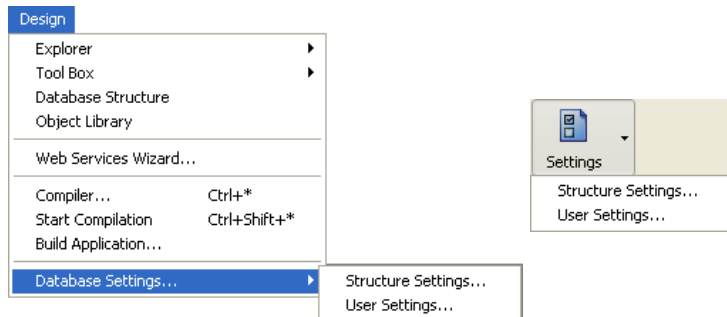 Design
Explorer
Tool Box
Database Structure
Object Library
Web Services Wizard...
Compiler... Ctrl+*
Start Compilation Ctrl+Shift+*
Build Application...
Database Settings...
Structure Settings...
User Settings...
Settings
Structure Settings...
User Settings...